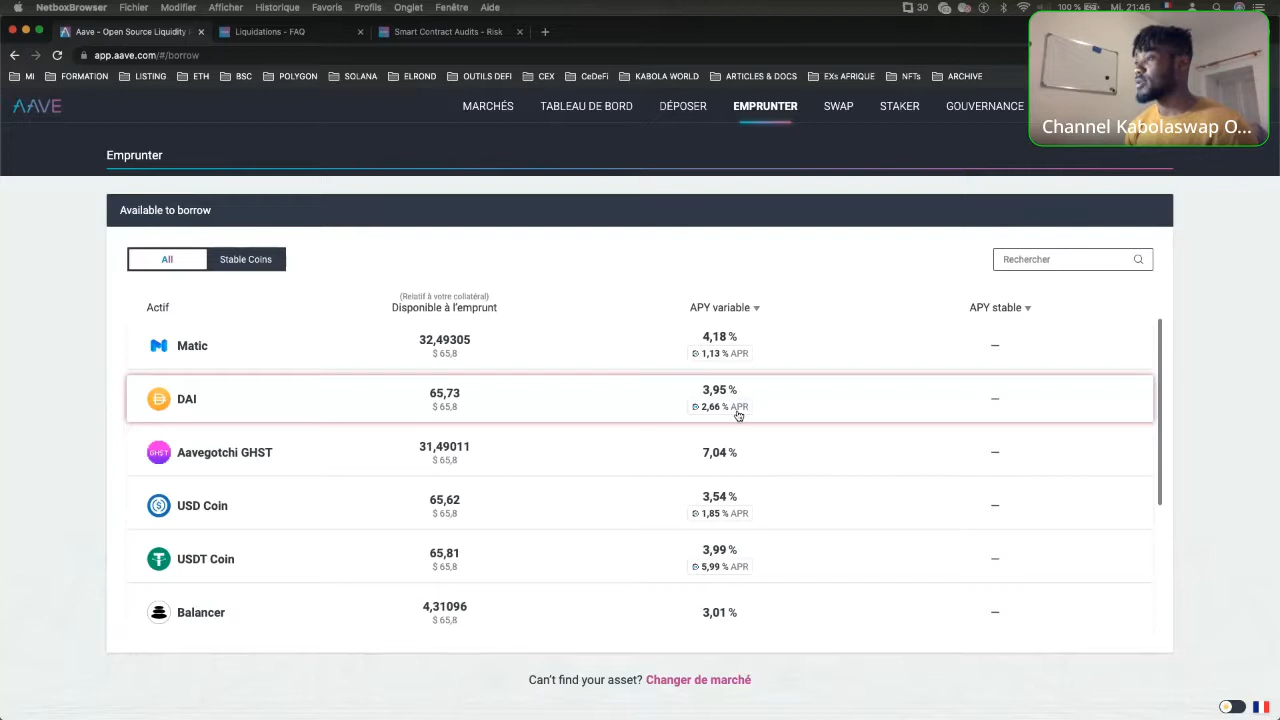 NetboxBrowser Fichier Modifier Afficher Historique Favoris Profils Onglet Fenêtre Aide
30
100 %
Mi. 21:46
Aave - Open Source Liquidity
Liquidations - FAQ
Smart Contract Audits - Risk
app.aave.com/#/borrow
MI FORMATION LISTING ETH BSC POLYGON SOLANA ELROND OUTILS DEFI CEX CeDeFi KABOLA WORLD ARTICLES & DOCS EXs AFRIQUE NFTs ARCHIVE
AAVE
MARCHÉS TABLEAU DE BORD DÉPOSER EMPRUNTER SWAP STAKER GOUVERNANCE
Channel Kabolaswap O...
Emprunter
Available to borrow
All Stable Coins
Rechercher
(Relatif à votre collatéral)
Actif Disponible à l'emprunt APY variable APY stable
Matic 32,49305 4,18 % —
$ 65,8 1,13 % APR
DAI 65,73 3,95 % —
$ 65,8 2,66 % APR
GHST Aavegotchi GHST 31,49011 7,04 % —
$ 65,8
USD Coin 65,62 3,54 % —
$ 65,8 1,85 % APR
USDT Coin 65,81 3,99 % —
$ 65,8 5,99 % APR
Balancer 4,31096 3,01 % —
$ 65,8
Can't find your asset? Changer de marché